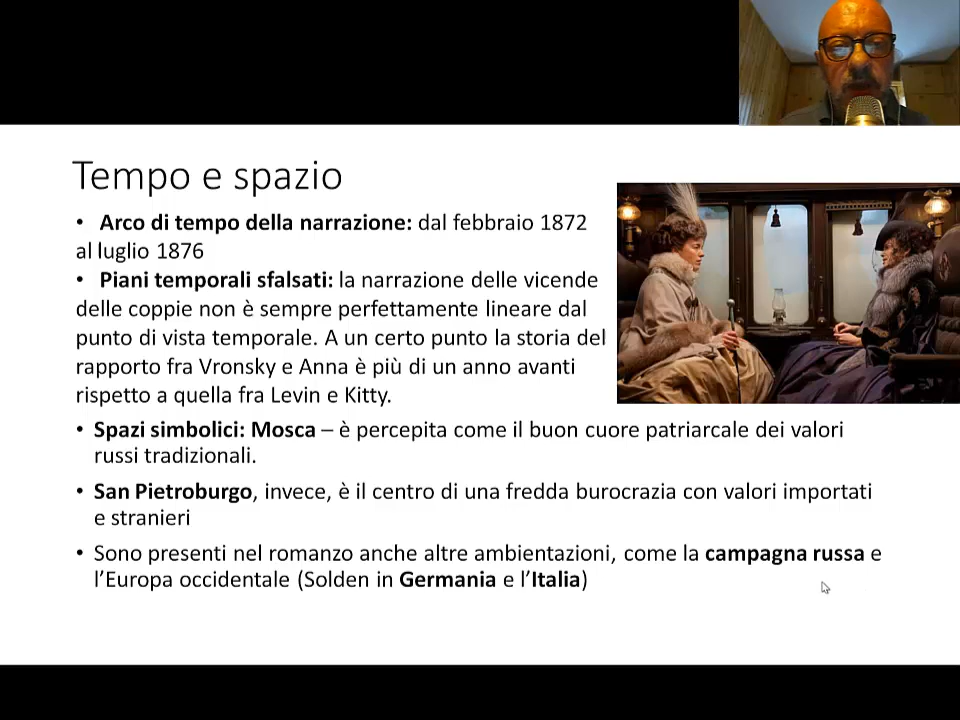 Tempo e spazio
• Arco di tempo della narrazione: dal febbraio 1872
al luglio 1876
• Piani temporali sfalsati: la narrazione delle vicende
delle coppie non è sempre perfettamente lineare dal
punto di vista temporale. A un certo punto la storia del
rapporto fra Vronsky e Anna è più di un anno avanti
rispetto a quella fra Levin e Kitty.
• Spazi simbolici: Mosca – è percepita come il buon cuore patriarcale dei valori
russi tradizionali.
• San Pietroburgo, invece, è il centro di una fredda burocrazia con valori importati
e stranieri
• Sono presenti nel romanzo anche altre ambientazioni, come la campagna russa e
l’Europa occidentale (Solden in Germania e l’Italia)